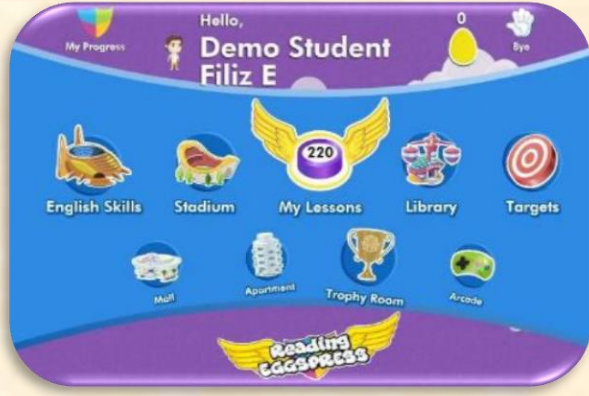 Hello,
0
My Progress
Demo Student
Filiz E
Bye
220
English Skills
Stadium
My Lessons
Library
Targets
Mall
Apartment
Trophy Room
Arcade
Reading
EGGSPRESS